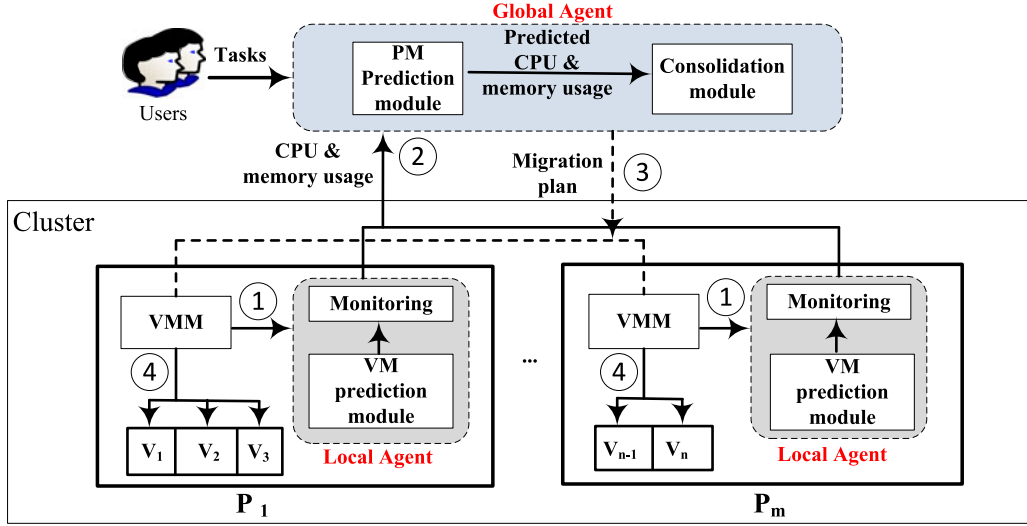 Global Agent
Tasks
Users
PM
Prediction
module
Predicted
CPU &
memory usage
Consolidation
module
CPU &
memory usage
2
Migration
plan
3
Cluster
VMM
1
Monitoring
VM
prediction
module
4
V1
V2
V3
Local Agent
P 1
...
VMM
1
Monitoring
VM
prediction
module
4
Vn-1
Vn
Local Agent
Pm